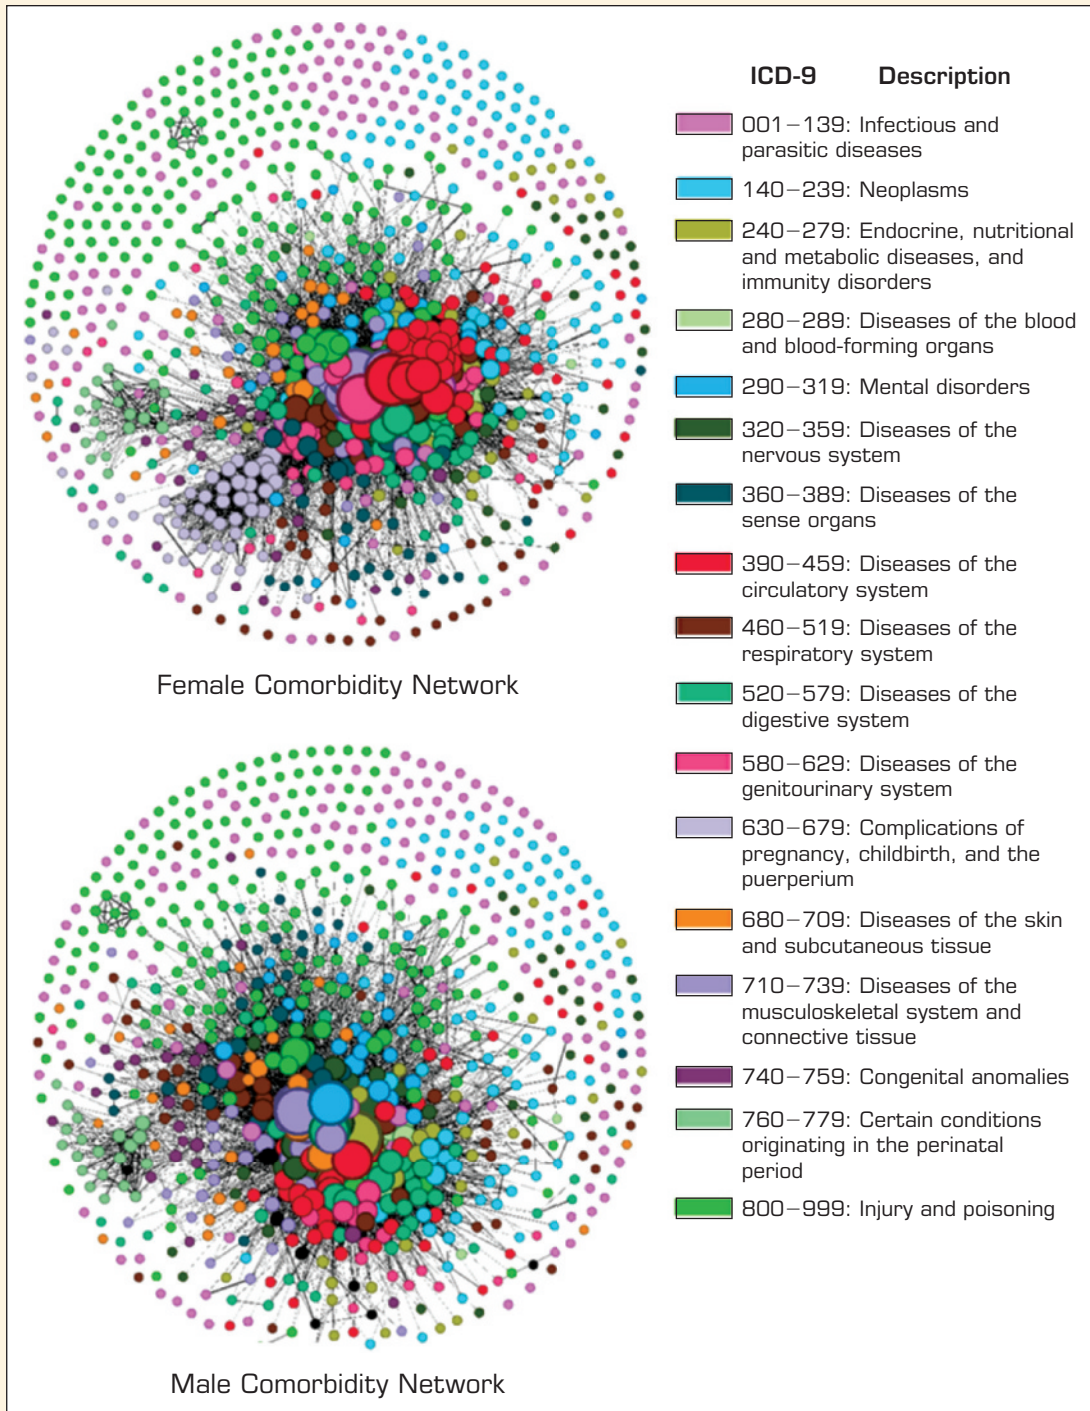 ICD-9 Description
001–139: Infectious and
parasitic diseases
140–239: Neoplasms
240–279: Endocrine, nutritional
and metabolic diseases, and
immunity disorders
280–289: Diseases of the blood
and blood-forming organs
290–319: Mental disorders
320–359: Diseases of the
nervous system
360–389: Diseases of the
sense organs
390–459: Diseases of the
circulatory system
460–519: Diseases of the
respiratory system
520–579: Diseases of the
digestive system
580–629: Diseases of the
genitourinary system
630–679: Complications of
pregnancy, childbirth, and the
puerperium
680–709: Diseases of the skin
and subcutaneous tissue
710–739: Diseases of the
musculoskeletal system and
connective tissue
740–759: Congenital anomalies
760–779: Certain conditions
originating in the perinatal
period
800–999: Injury and poisoning
Female Comorbidity Network
Male Comorbidity Network